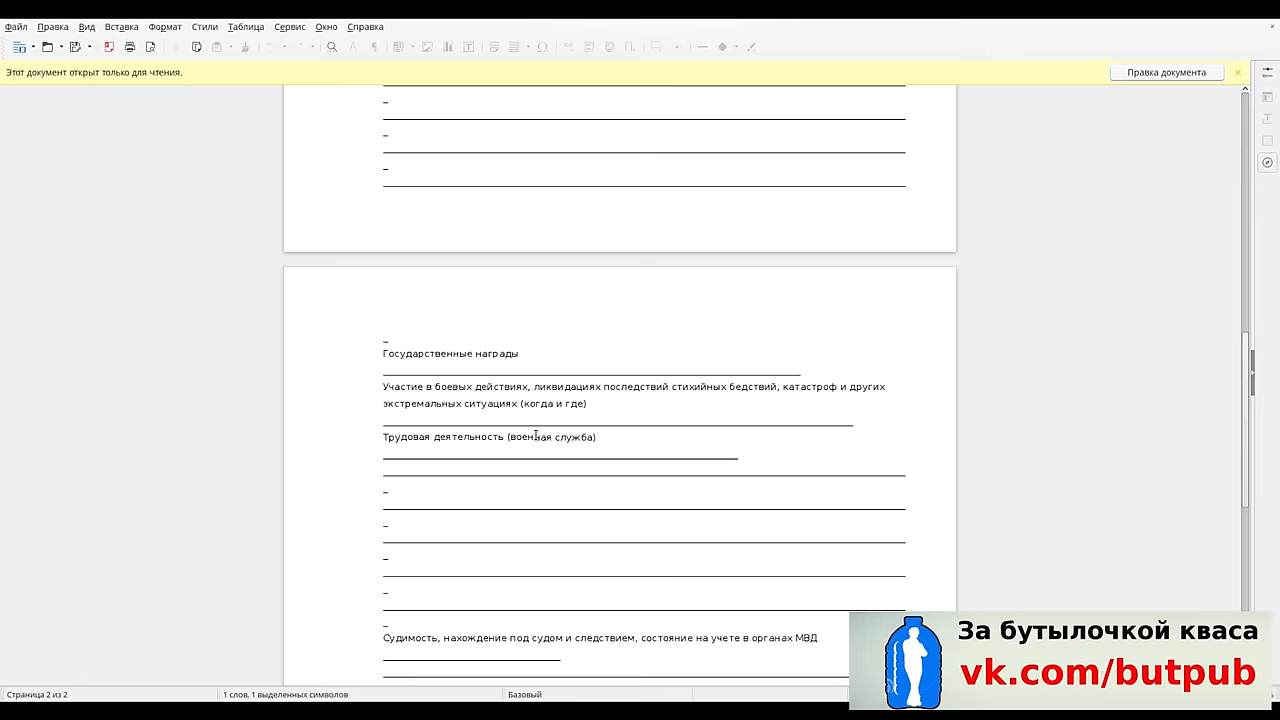 Файл Правка Вид Вставка Формат Стили Таблица Сервис Окно Справка
Этот документ открыт только для чтения.
Правка документа
Государственные награды
Участие в боевых действиях, ликвидациях последствий стихийных бедствий, катастроф и других
экстремальных ситуациях (когда и где)
Трудовая деятельность (военная служба)
Судимость, нахождение под судом и следствием, состояние на учете в органах МВД
За бутылочкой кваса
vk.com/butpub
Страница 2 из 2
1 слов, 1 выделенных символов
Базовый